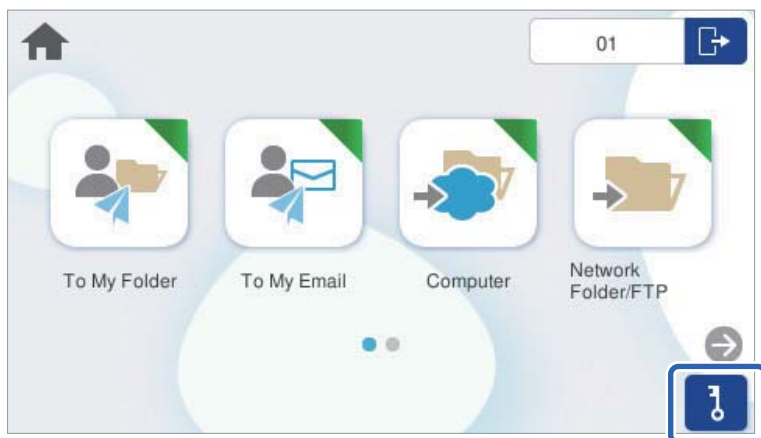 01
To My Folder
To My Email
Computer
Network
Folder/FTP